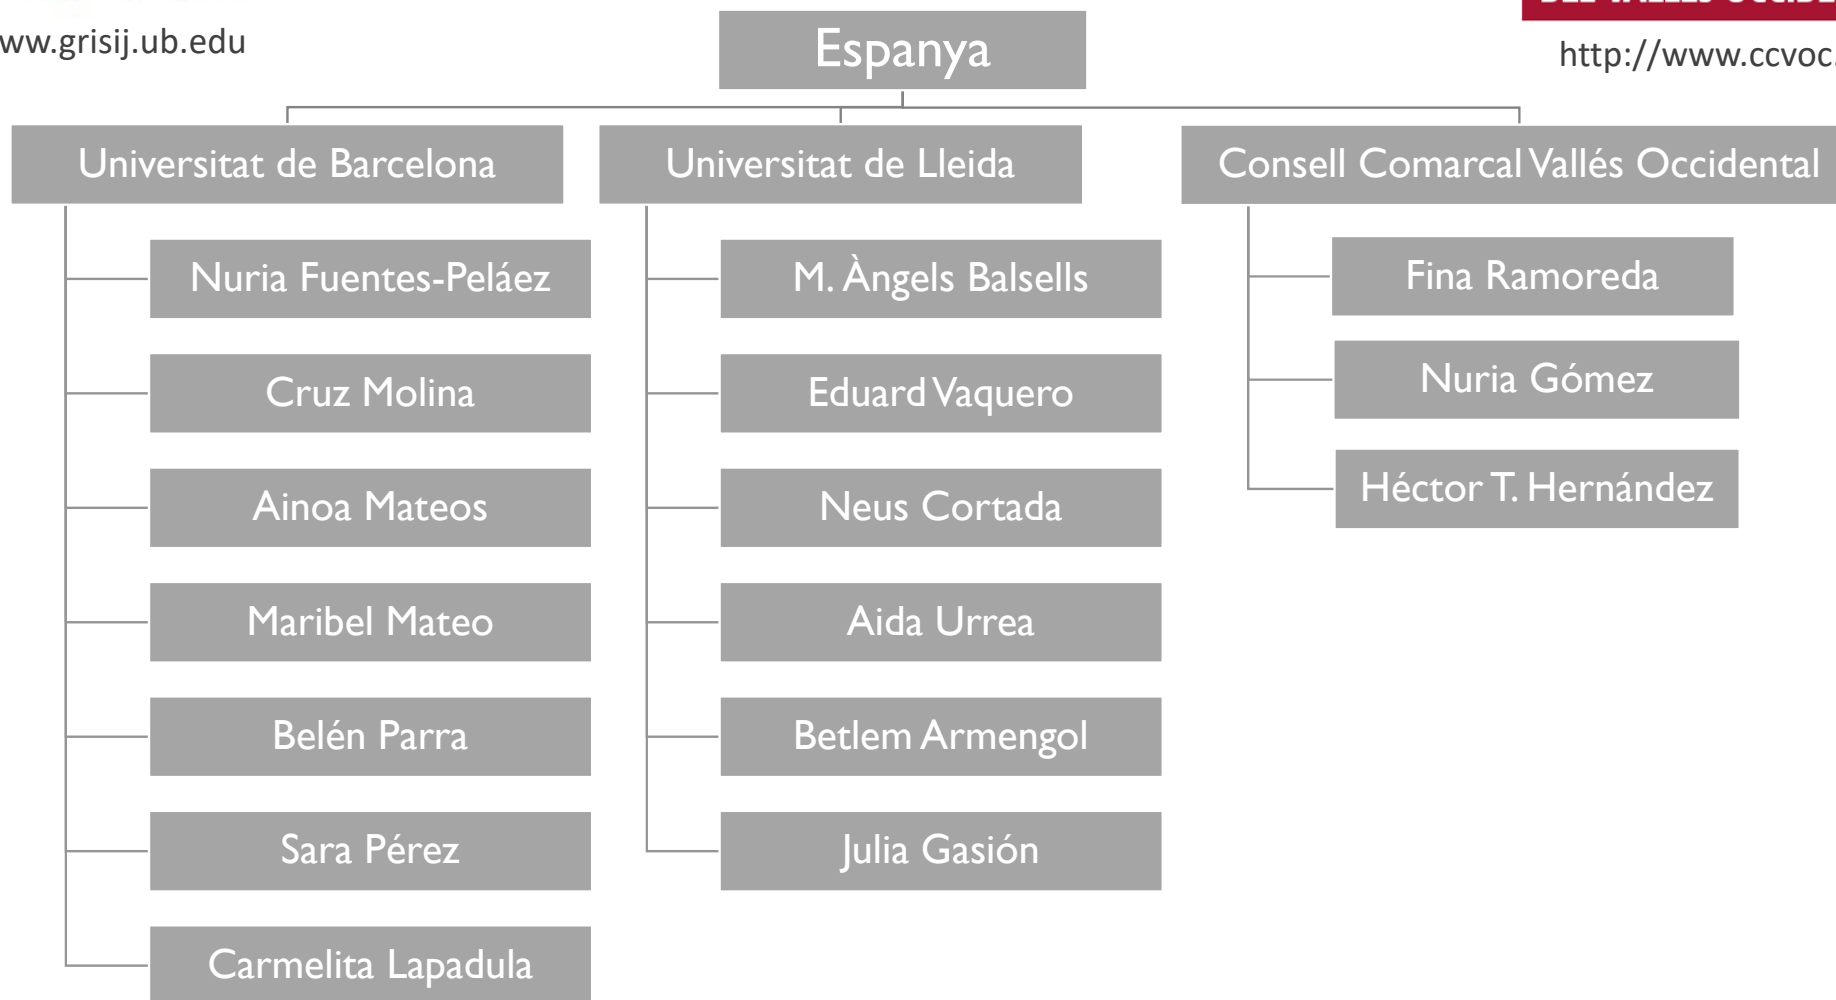 ww.grisij.ub.edu
Espanya
http://www.ccvoc.
Universitat de Barcelona
Nuria Fuentes-Peláez
Cruz Molina
Ainoa Mateos
Maribel Mateo
Belén Parra
Sara Pérez
Carmelita Lapadula
Universitat de Lleida
M. Àngels Balsells
Eduard Vaquero
Neus Cortada
Aida Urrea
Betlem Armengol
Julia Gasión
Consell Comarcal Vallés Occidental
Fina Ramoreda
Nuria Gómez
Héctor T. Hernández